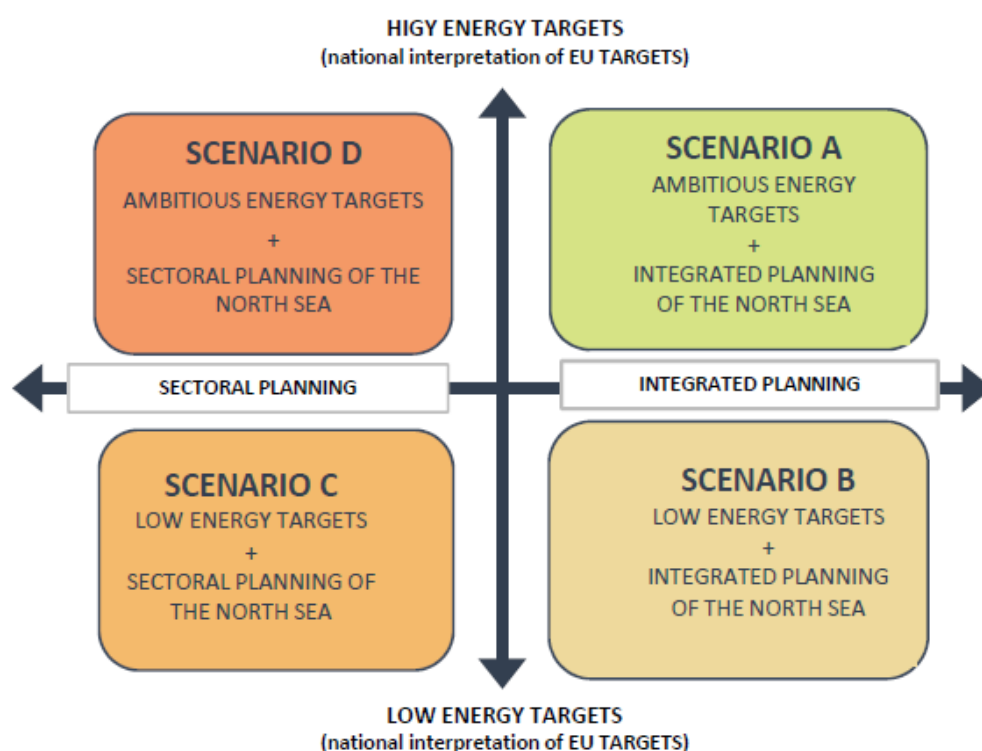 HIGY ENERGY TARGETS
(national interpretation of EU TARGETS)
SCENARIO D
AMBITIOUS ENERGY TARGETS
+
SECTORAL PLANNING OF THE
NORTH SEA
SCENARIO A
AMBITIOUS ENERGY
TARGETS
+
INTEGRATED PLANNING
OF THE NORTH SEA
SECTORAL PLANNING
INTEGRATED PLANNING
SCENARIO C
LOW ENERGY TARGETS
+
SECTORAL PLANNING OF
THE NORTH SEA
SCENARIO B
LOW ENERGY TARGETS
+
INTEGRATED PLANNING
OF THE NORTH SEA
LOW ENERGY TARGETS
(national interpretation of EU TARGETS)